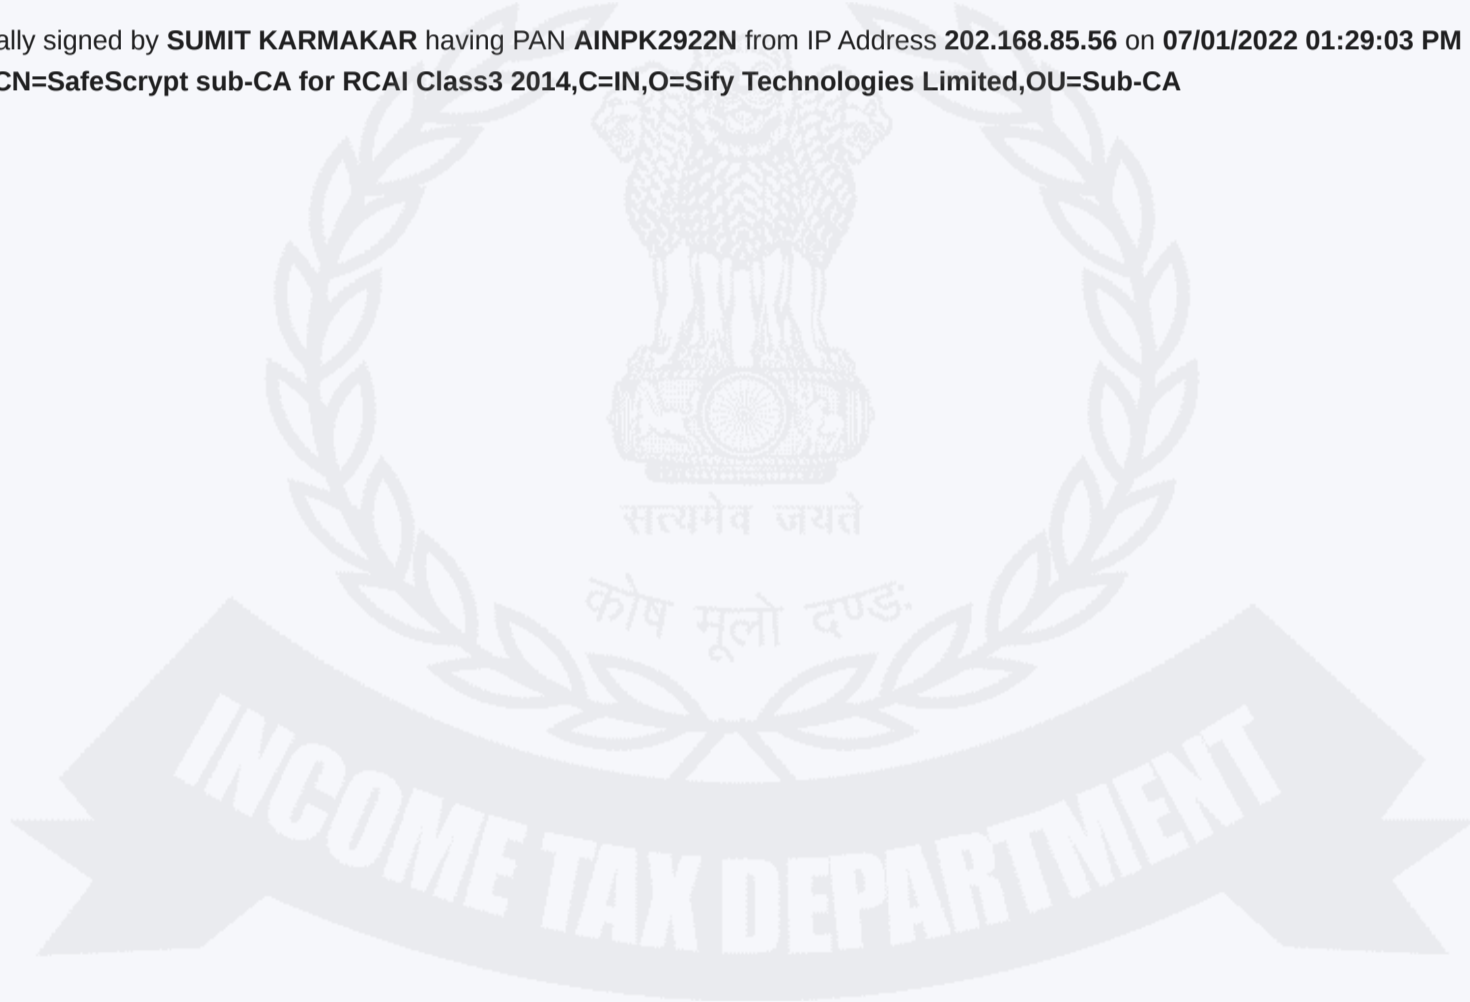 ally signed by SUMIT KARMAKAR having PAN AINPK2922N from IP Address 202.168.85.56 on 07/01/2022 01:29:03 PM
CN=SafeScrypt sub-CA for RCAI Class3 2014,C=IN,O=Sify Technologies Limited,OU=Sub-CA
सत्यमेव जयते
कोष मूलो दण्डः
INCOME TAX DEPARTMENT